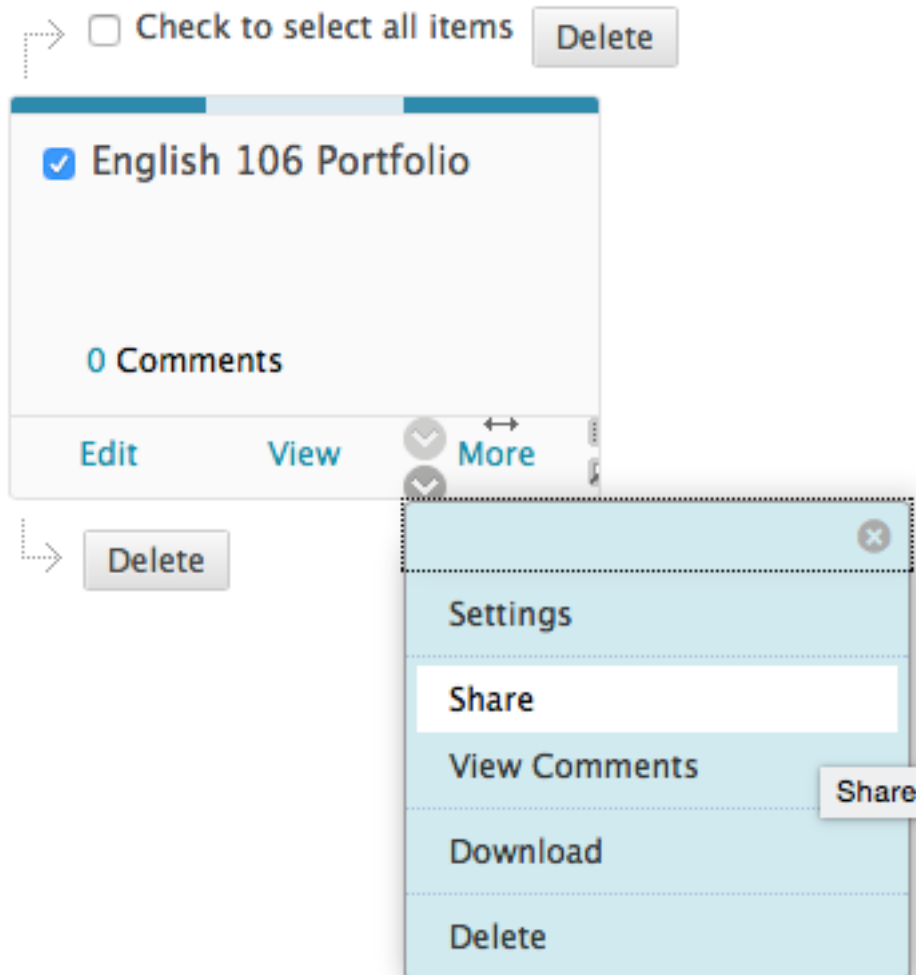 Check to select all items Delete
English 106 Portfolio
0 Comments
Edit View More
Delete
Settings
Share
View Comments
Share
Download
Delete